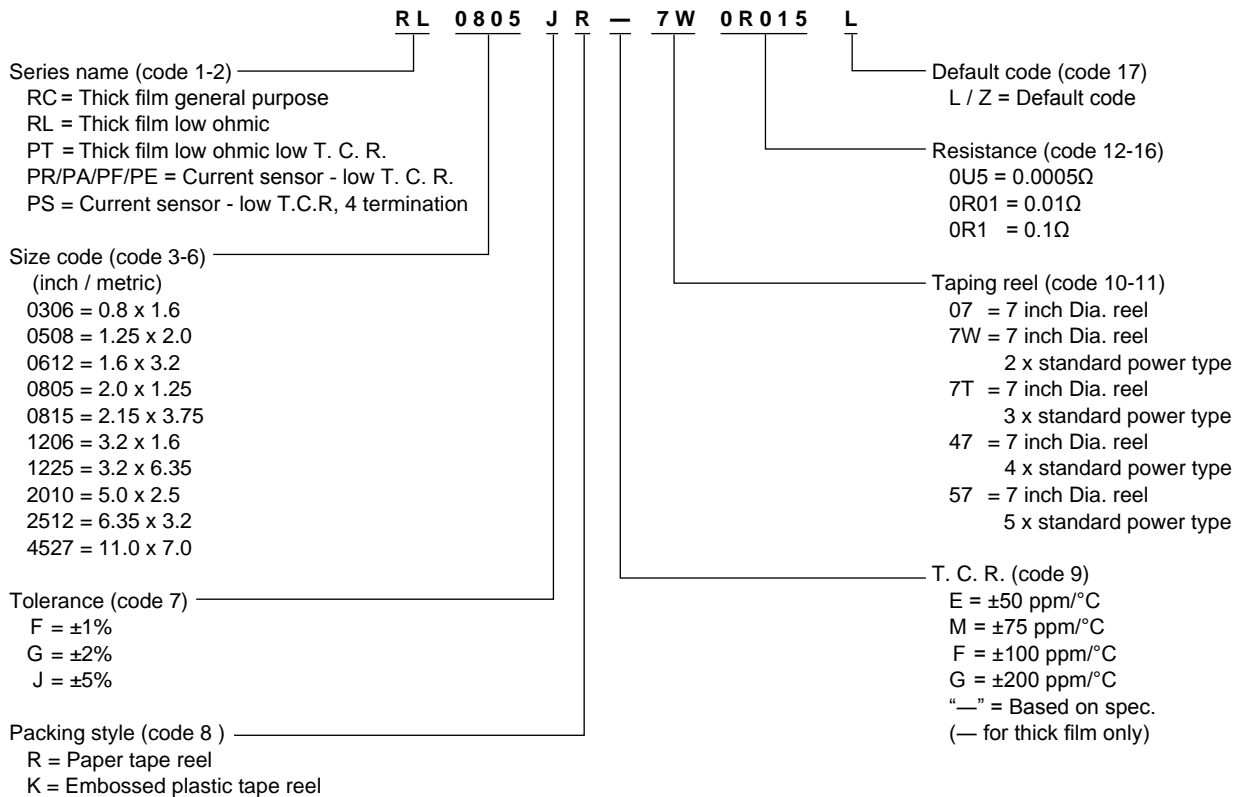 RL 0805 J R — 7W 0R015 L
Series name (code 1-2)
RC = Thick film general purpose
RL = Thick film low ohmic
PT = Thick film low ohmic low T. C. R.
PR/PA/PF/PE = Current sensor - low T. C. R.
PS = Current sensor - low T.C.R, 4 termination
Size code (code 3-6)
(inch / metric)
0306 = 0.8 x 1.6
0508 = 1.25 x 2.0
0612 = 1.6 x 3.2
0805 = 2.0 x 1.25
0815 = 2.15 x 3.75
1206 = 3.2 x 1.6
1225 = 3.2 x 6.35
2010 = 5.0 x 2.5
2512 = 6.35 x 3.2
4527 = 11.0 x 7.0
Tolerance (code 7)
F = ±1%
G = ±2%
J = ±5%
Packing style (code 8 )
R = Paper tape reel
K = Embossed plastic tape reel
Default code (code 17)
L / Z = Default code
Resistance (code 12-16)
0U5 = 0.0005Ω
0R01 = 0.01Ω
0R1 = 0.1Ω
Taping reel (code 10-11)
07 = 7 inch Dia. reel
7W = 7 inch Dia. reel
2 x standard power type
7T = 7 inch Dia. reel
3 x standard power type
47 = 7 inch Dia. reel
4 x standard power type
57 = 7 inch Dia. reel
5 x standard power type
T. C. R. (code 9)
E = ±50 ppm/°C
M = ±75 ppm/°C
F = ±100 ppm/°C
G = ±200 ppm/°C
“—” = Based on spec.
(— for thick film only)